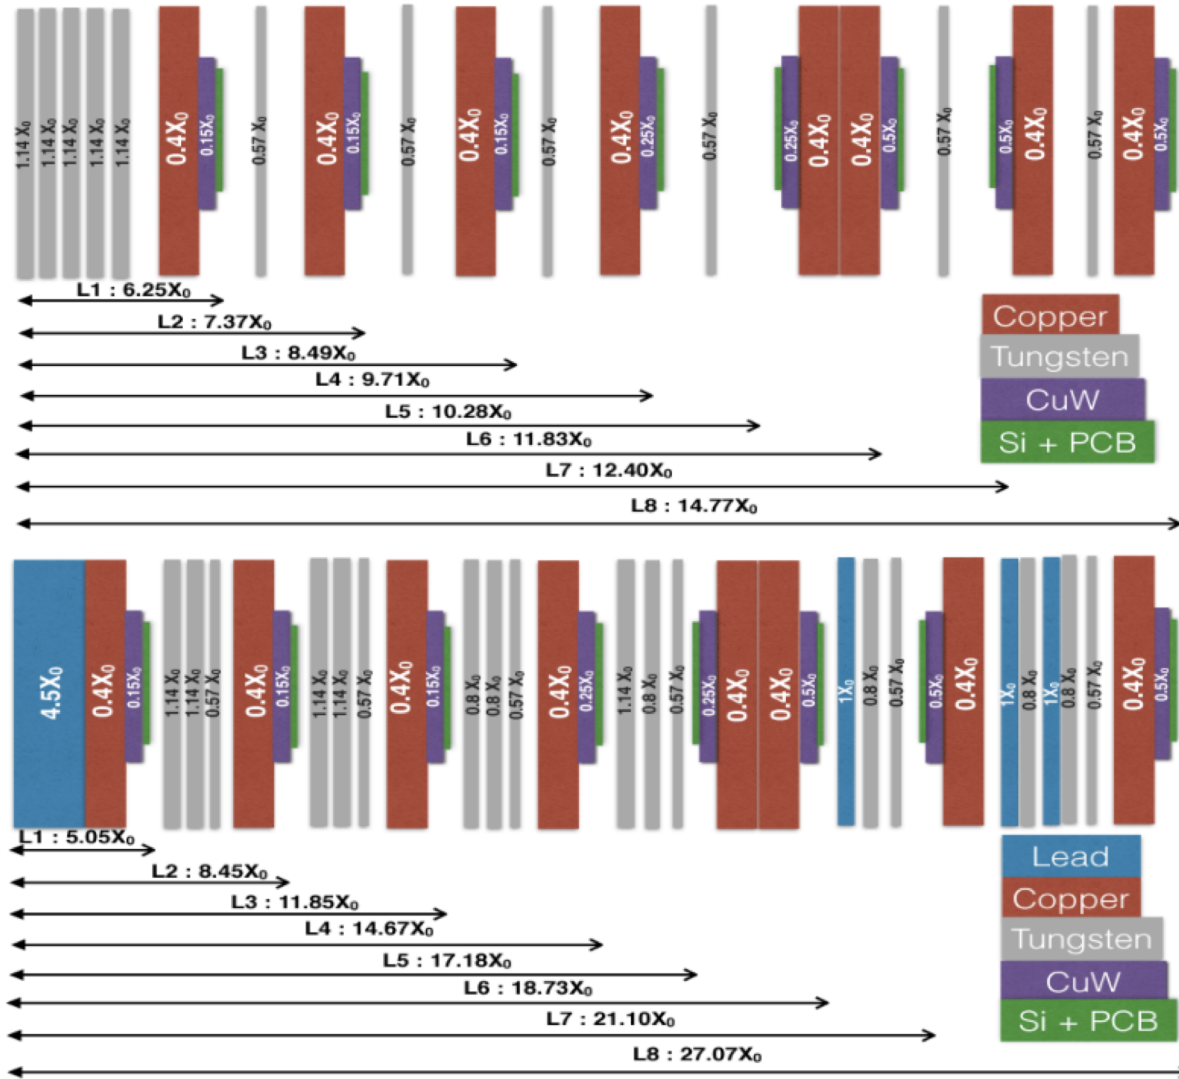 1.14 X₀
1.14 X₀
1.14 X₀
1.14 X₀
1.14 X₀
0.4X₀
0.15X₀
0.57 X₀
0.4X₀
0.15X₀
0.57 X₀
0.4X₀
0.15X₀
0.57 X₀
0.4X₀
0.25X₀
0.57 X₀
0.25X₀
0.4X₀
0.4X₀
0.5X₀
0.57 X₀
0.5X₀
0.4X₀
0.57 X₀
0.4X₀
0.5X₀
L1 : 6.25X₀
L2 : 7.37X₀
L3 : 8.49X₀
L4 : 9.71X₀
L5 : 10.28X₀
L6 : 11.83X₀
L7 : 12.40X₀
L8 : 14.77X₀
Copper
Tungsten
CuW
Si + PCB
4.5X₀
0.4X₀
0.15X₀
1.14 X₀
1.14 X₀
0.57 X₀
0.4X₀
0.15X₀
1.14 X₀
1.14 X₀
0.57 X₀
0.4X₀
0.15X₀
0.8 X₀
0.8 X₀
0.57 X₀
0.4X₀
0.25X₀
1.14 X₀
0.8 X₀
0.57 X₀
0.25X₀
0.4X₀
0.4X₀
0.5X₀
1X₀
0.8 X₀
0.57 X₀
0.5X₀
0.4X₀
1X₀
0.8 X₀
1X₀
0.8 X₀
0.57 X₀
0.4X₀
0.5X₀
L1 : 5.05X₀
L2 : 8.45X₀
L3 : 11.85X₀
L4 : 14.67X₀
L5 : 17.18X₀
L6 : 18.73X₀
L7 : 21.10X₀
L8 : 27.07X₀
Lead
Copper
Tungsten
CuW
Si + PCB